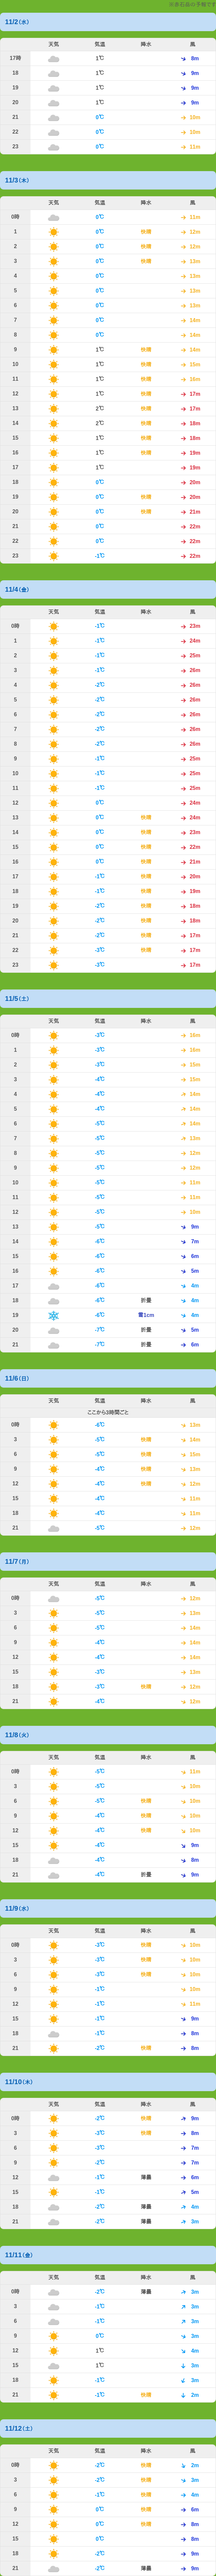 ※赤石岳の予報です
11/2(水)
天気 気温 降水 風
17時 1℃ 8m
18 1℃ 9m
19 1℃ 9m
20 1℃ 9m
21 0℃ 10m
22 0℃ 10m
23 0℃ 11m
11/3(木)
天気 気温 降水 風
0時 0℃ 11m
1 0℃ 快晴 12m
2 0℃ 快晴 12m
3 0℃ 快晴 13m
4 0℃ 13m
5 0℃ 13m
6 0℃ 13m
7 0℃ 14m
8 0℃ 14m
9 1℃ 快晴 14m
10 1℃ 快晴 15m
11 1℃ 快晴 16m
12 1℃ 快晴 17m
13 2℃ 快晴 17m
14 2℃ 快晴 18m
15 1℃ 快晴 18m
16 1℃ 快晴 19m
17 1℃ 19m
18 0℃ 20m
19 0℃ 快晴 20m
20 0℃ 快晴 21m
21 0℃ 22m
22 0℃ 22m
23 -1℃ 22m
11/4(金)
天気 気温 降水 風
0時 -1℃ 23m
1 -1℃ 24m
2 -1℃ 25m
3 -1℃ 26m
4 -2℃ 26m
5 -2℃ 26m
6 -2℃ 26m
7 -2℃ 26m
8 -2℃ 26m
9 -1℃ 25m
10 -1℃ 25m
11 -1℃ 25m
12 0℃ 24m
13 0℃ 快晴 24m
14 0℃ 快晴 23m
15 0℃ 快晴 22m
16 0℃ 快晴 21m
17 -1℃ 快晴 20m
18 -1℃ 快晴 19m
19 -2℃ 快晴 18m
20 -2℃ 快晴 18m
21 -2℃ 快晴 17m
22 -3℃ 快晴 17m
23 -3℃ 17m
11/5(土)
天気 気温 降水 風
0時 -3℃ 16m
1 -3℃ 16m
2 -3℃ 15m
3 -4℃ 15m
4 -4℃ 14m
5 -4℃ 14m
6 -5℃ 14m
7 -5℃ 13m
8 -5℃ 12m
9 -5℃ 12m
10 -5℃ 11m
11 -5℃ 11m
12 -5℃ 10m
13 -5℃ 9m
14 -6℃ 7m
15 -6℃ 6m
16 -6℃ 5m
17 -6℃ 4m
18 -6℃ 4m
19 -6℃ 雪1cm 4m
20 -7℃ 5m
21 -7℃ 6m
11/6(日)
天気 気温 降水 風
ここから3時間ごと
0時 -6℃ 13m
3 -5℃ 快晴 14m
6 -5℃ 快晴 15m
9 -4℃ 快晴 13m
12 -4℃ 快晴 12m
15 -4℃ 11m
18 -4℃ 11m
21 -5℃ 12m
11/7(月)
天気 気温 降水 風
0時 -5℃ 12m
3 -5℃ 13m
6 -5℃ 14m
9 -4℃ 14m
12 -4℃ 14m
15 -3℃ 13m
18 -3℃ 快晴 12m
21 -4℃ 12m
11/8(火)
天気 気温 降水 風
0時 -5℃ 11m
3 -5℃ 10m
6 -5℃ 快晴 10m
9 -4℃ 快晴 10m
12 -4℃ 快晴 10m
15 -4℃ 9m
18 -4℃ 8m
21 -4℃ 9m
11/9(水)
天気 気温 降水 風
0時 -3℃ 快晴 10m
3 -3℃ 快晴 10m
6 -3℃ 快晴 10m
9 -1℃ 10m
12 -1℃ 11m
15 -1℃ 9m
18 -1℃ 8m
21 -2℃ 快晴 8m
11/10(木)
天気 気温 降水 風
0時 -2℃ 快晴 9m
3 -3℃ 快晴 8m
6 -3℃ 7m
9 -2℃ 7m
12 -1℃ 薄曇 6m
15 -1℃ 5m
18 -2℃ 薄曇 4m
21 -2℃ 薄曇 3m
11/11(金)
天気 気温 降水 風
0時 -2℃ 薄曇 3m
3 -1℃ 3m
6 -1℃ 3m
9 0℃ 3m
12 1℃ 4m
15 1℃ 3m
18 -1℃ 3m
21 -1℃ 快晴 2m
11/12(土)
天気 気温 降水 風
0時 -2℃ 快晴 2m
3 -2℃ 快晴 3m
6 -1℃ 快晴 4m
9 0℃ 快晴 6m
12 0℃ 快晴 8m
15 0℃ 8m
18 -2℃ 9m
21 -2℃ 薄曇 9m